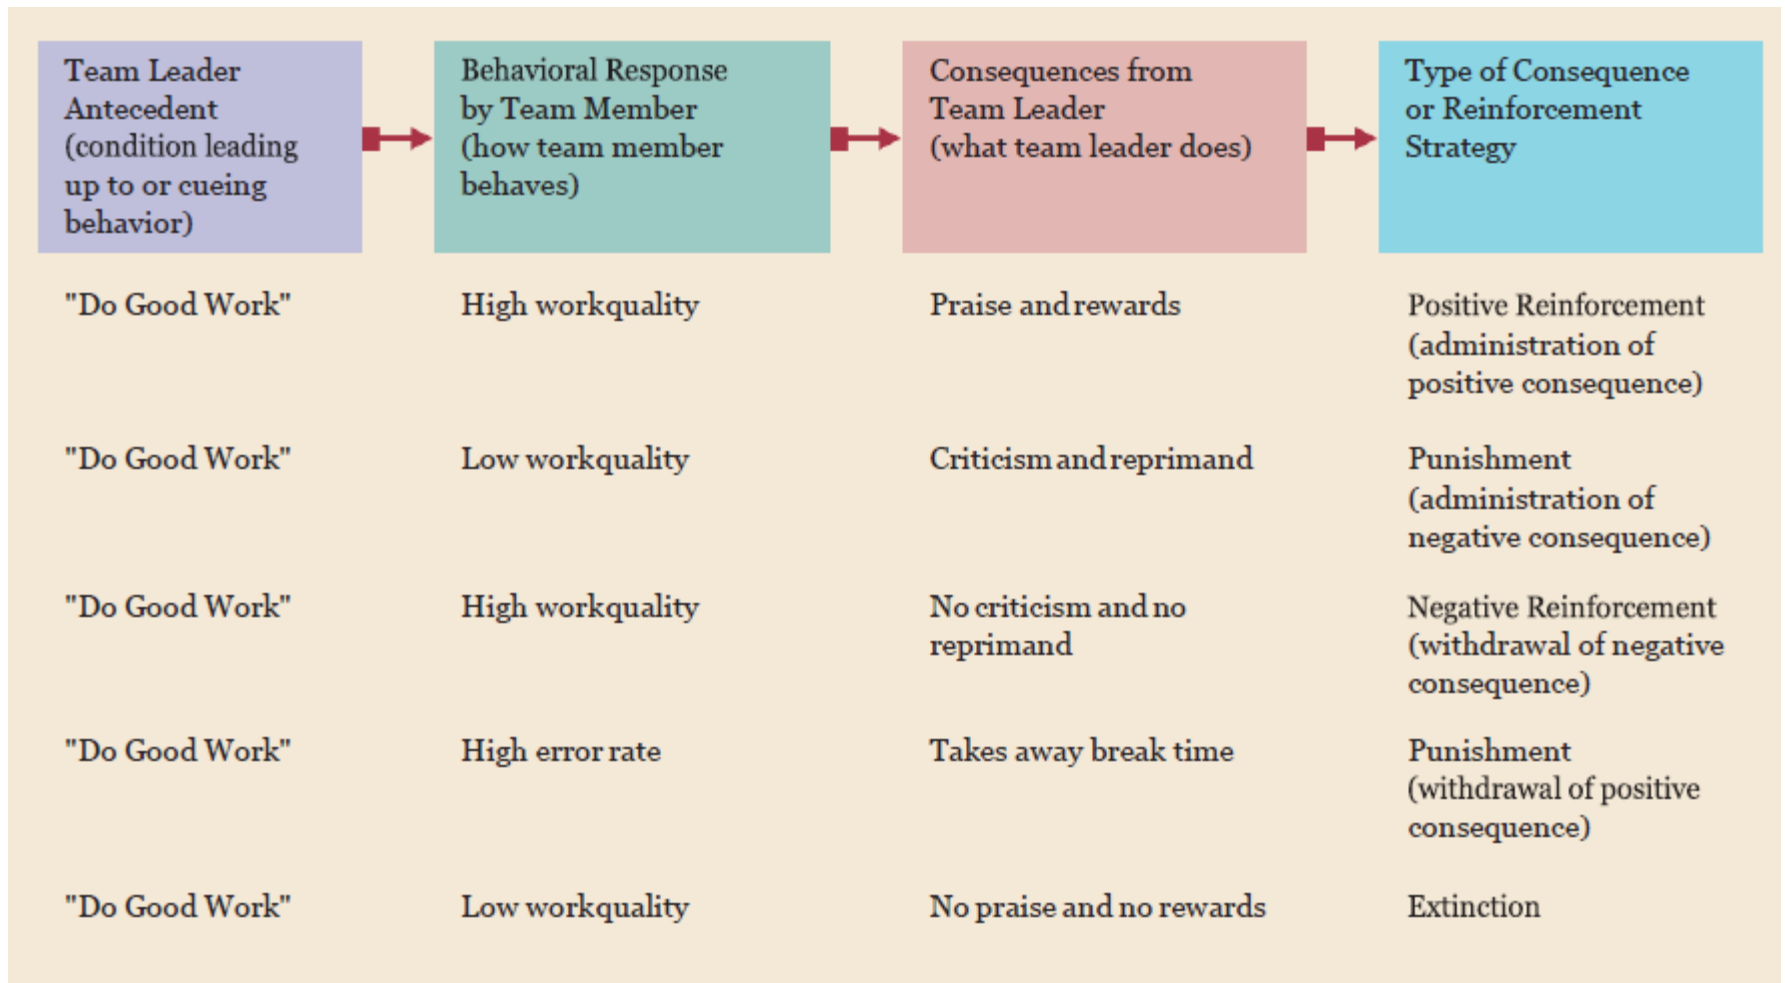 Team Leader
Antecedent
(condition leading
up to or cueing
behavior)
Behavioral Response
by Team Member
(how team member
behaves)
Consequences from
Team Leader
(what team leader does)
Type of Consequence
or Reinforcement
Strategy
"Do Good Work"
High workquality
Praise and rewards
Positive Reinforcement
(administration of
positive consequence)
"Do Good Work"
Low workquality
Criticism and reprimand
Punishment
(administration of
negative consequence)
"Do Good Work"
High workquality
No criticism and no
reprimand
Negative Reinforcement
(withdrawal of negative
consequence)
"Do Good Work"
High error rate
Takes away break time
Punishment
(withdrawal of positive
consequence)
"Do Good Work"
Low workquality
No praise and no rewards
Extinction